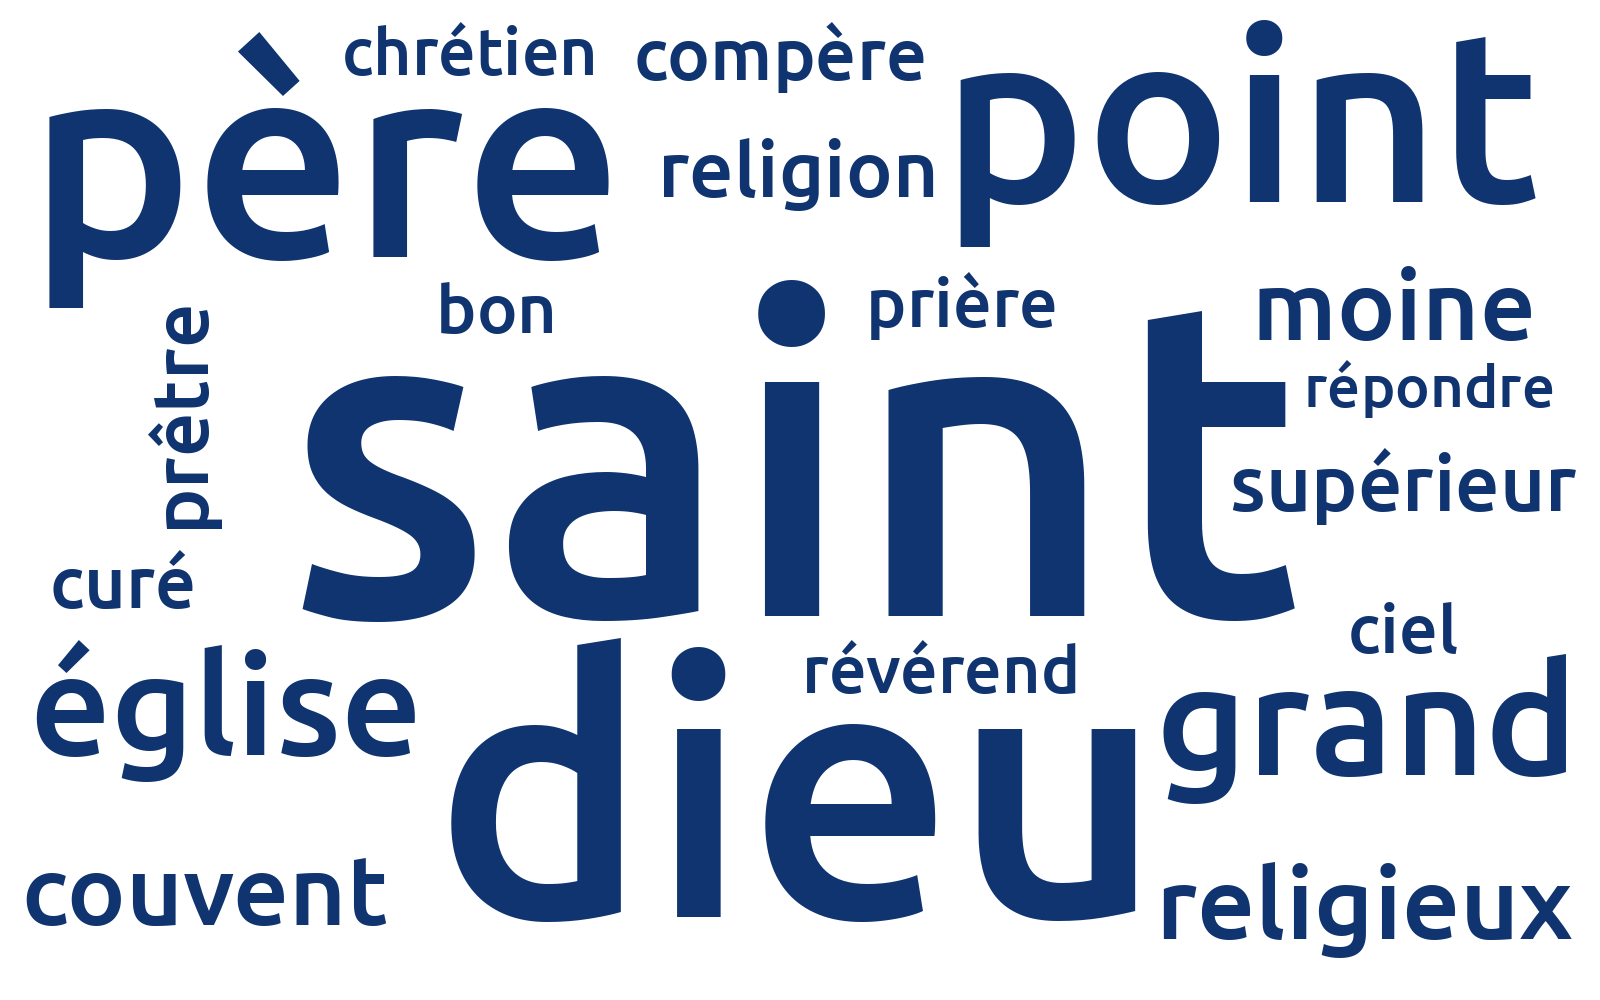 chrétien
compère
père
point
religion
bon
prière
moine
prêtre
saint
répondre
supérieur
curé
ciel
église
révérend
dieu
grand
couvent
religieux